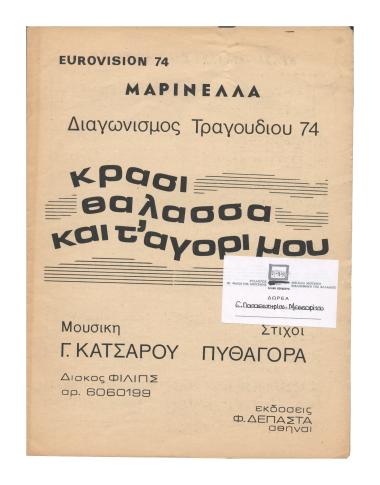 EUROVISION 74
ΜΑΡΙΝΕΛΛΑ
Διαγωνισμος Τραγουδιου 74
κρασι
θαλασσα
και τ'αγορι μου
ΔΩΡΕΑ
Μουσικη Στιχοι
Γ. ΚΑΤΣΑΡΟΥ ΠΥΘΑΓΟΡΑ
Δισκος ΦΙΛΙΠΣ
αρ. 6060199
εκδοσεις
Φ. ΔΕΠΑΣΤΑ
αθηναι